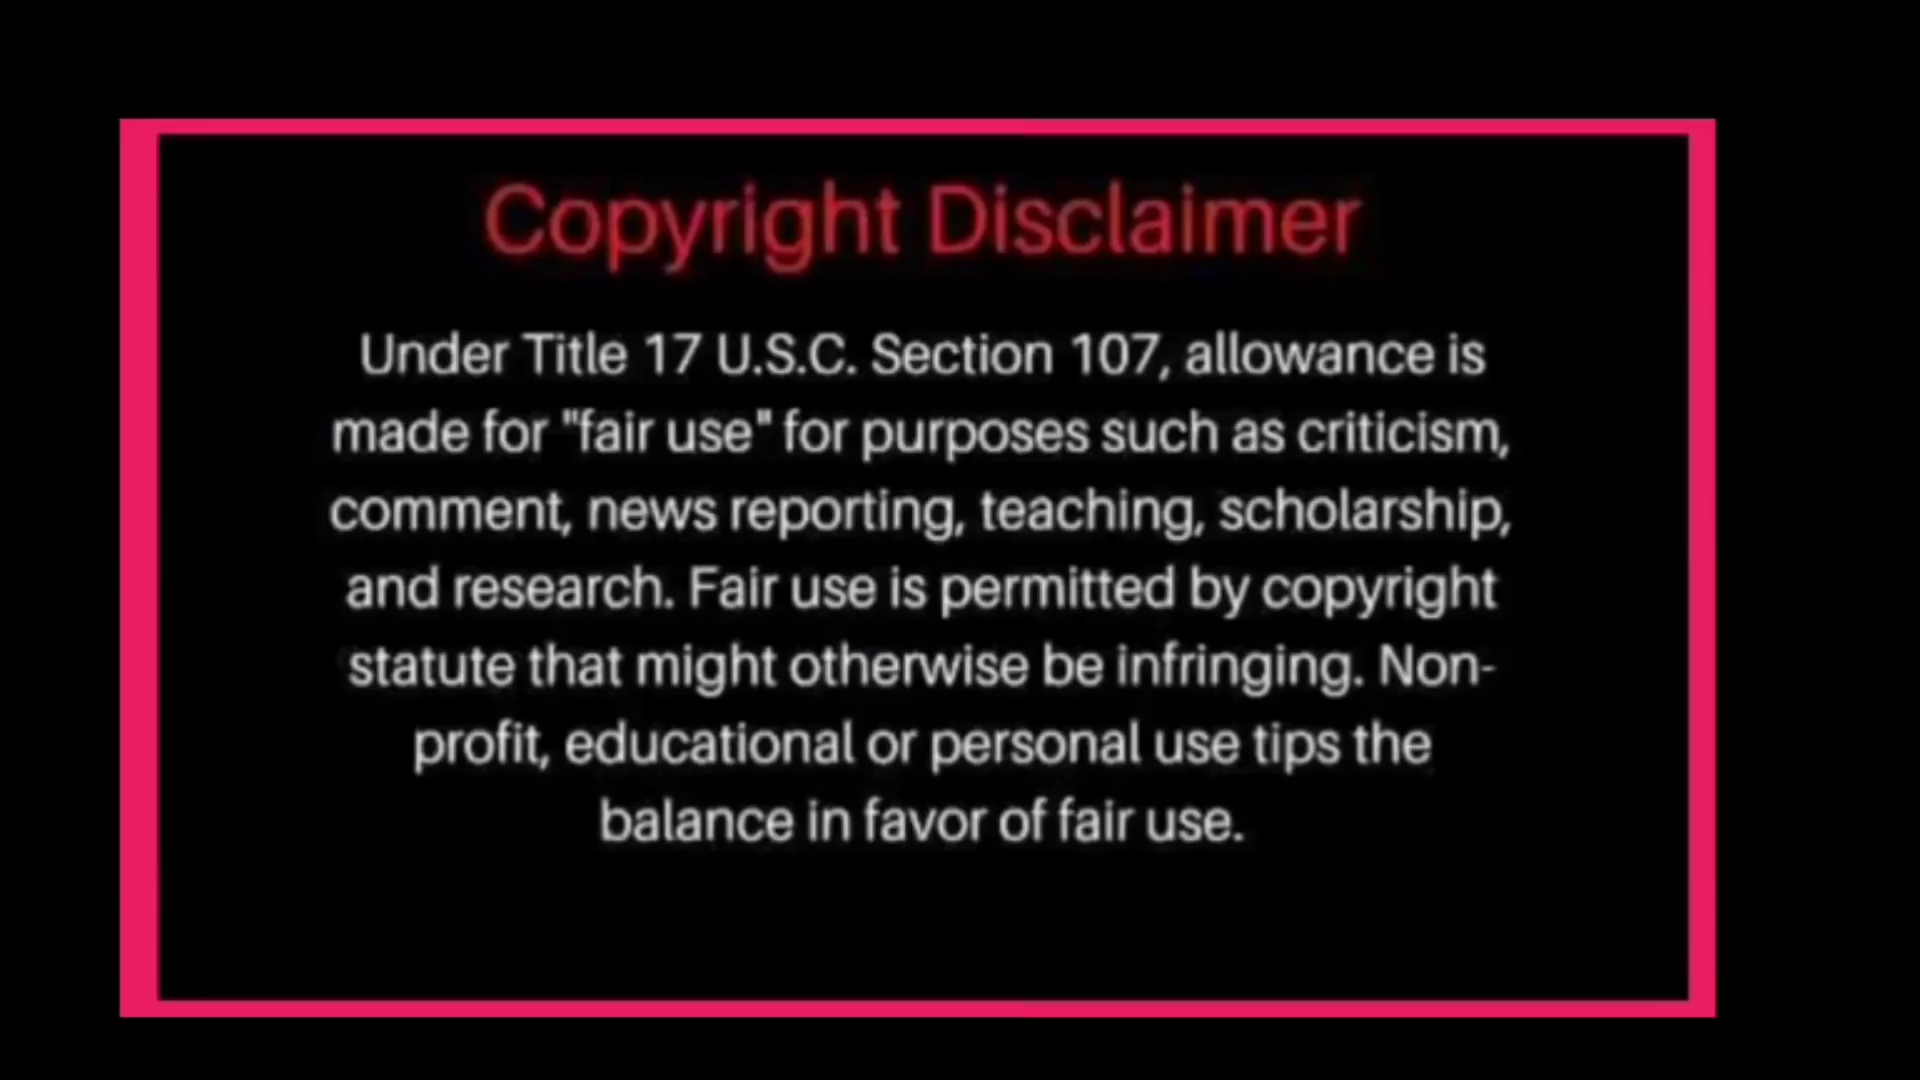 Copyright Disclaimer
Under Title 17 U.S.C. Section 107, allowance is
made for "fair use" for purposes such as criticism,
comment, news reporting, teaching, scholarship,
and research. Fair use is permitted by copyright
statute that might otherwise be infringing. Non-
profit, educational or personal use tips the
balance in favor of fair use.